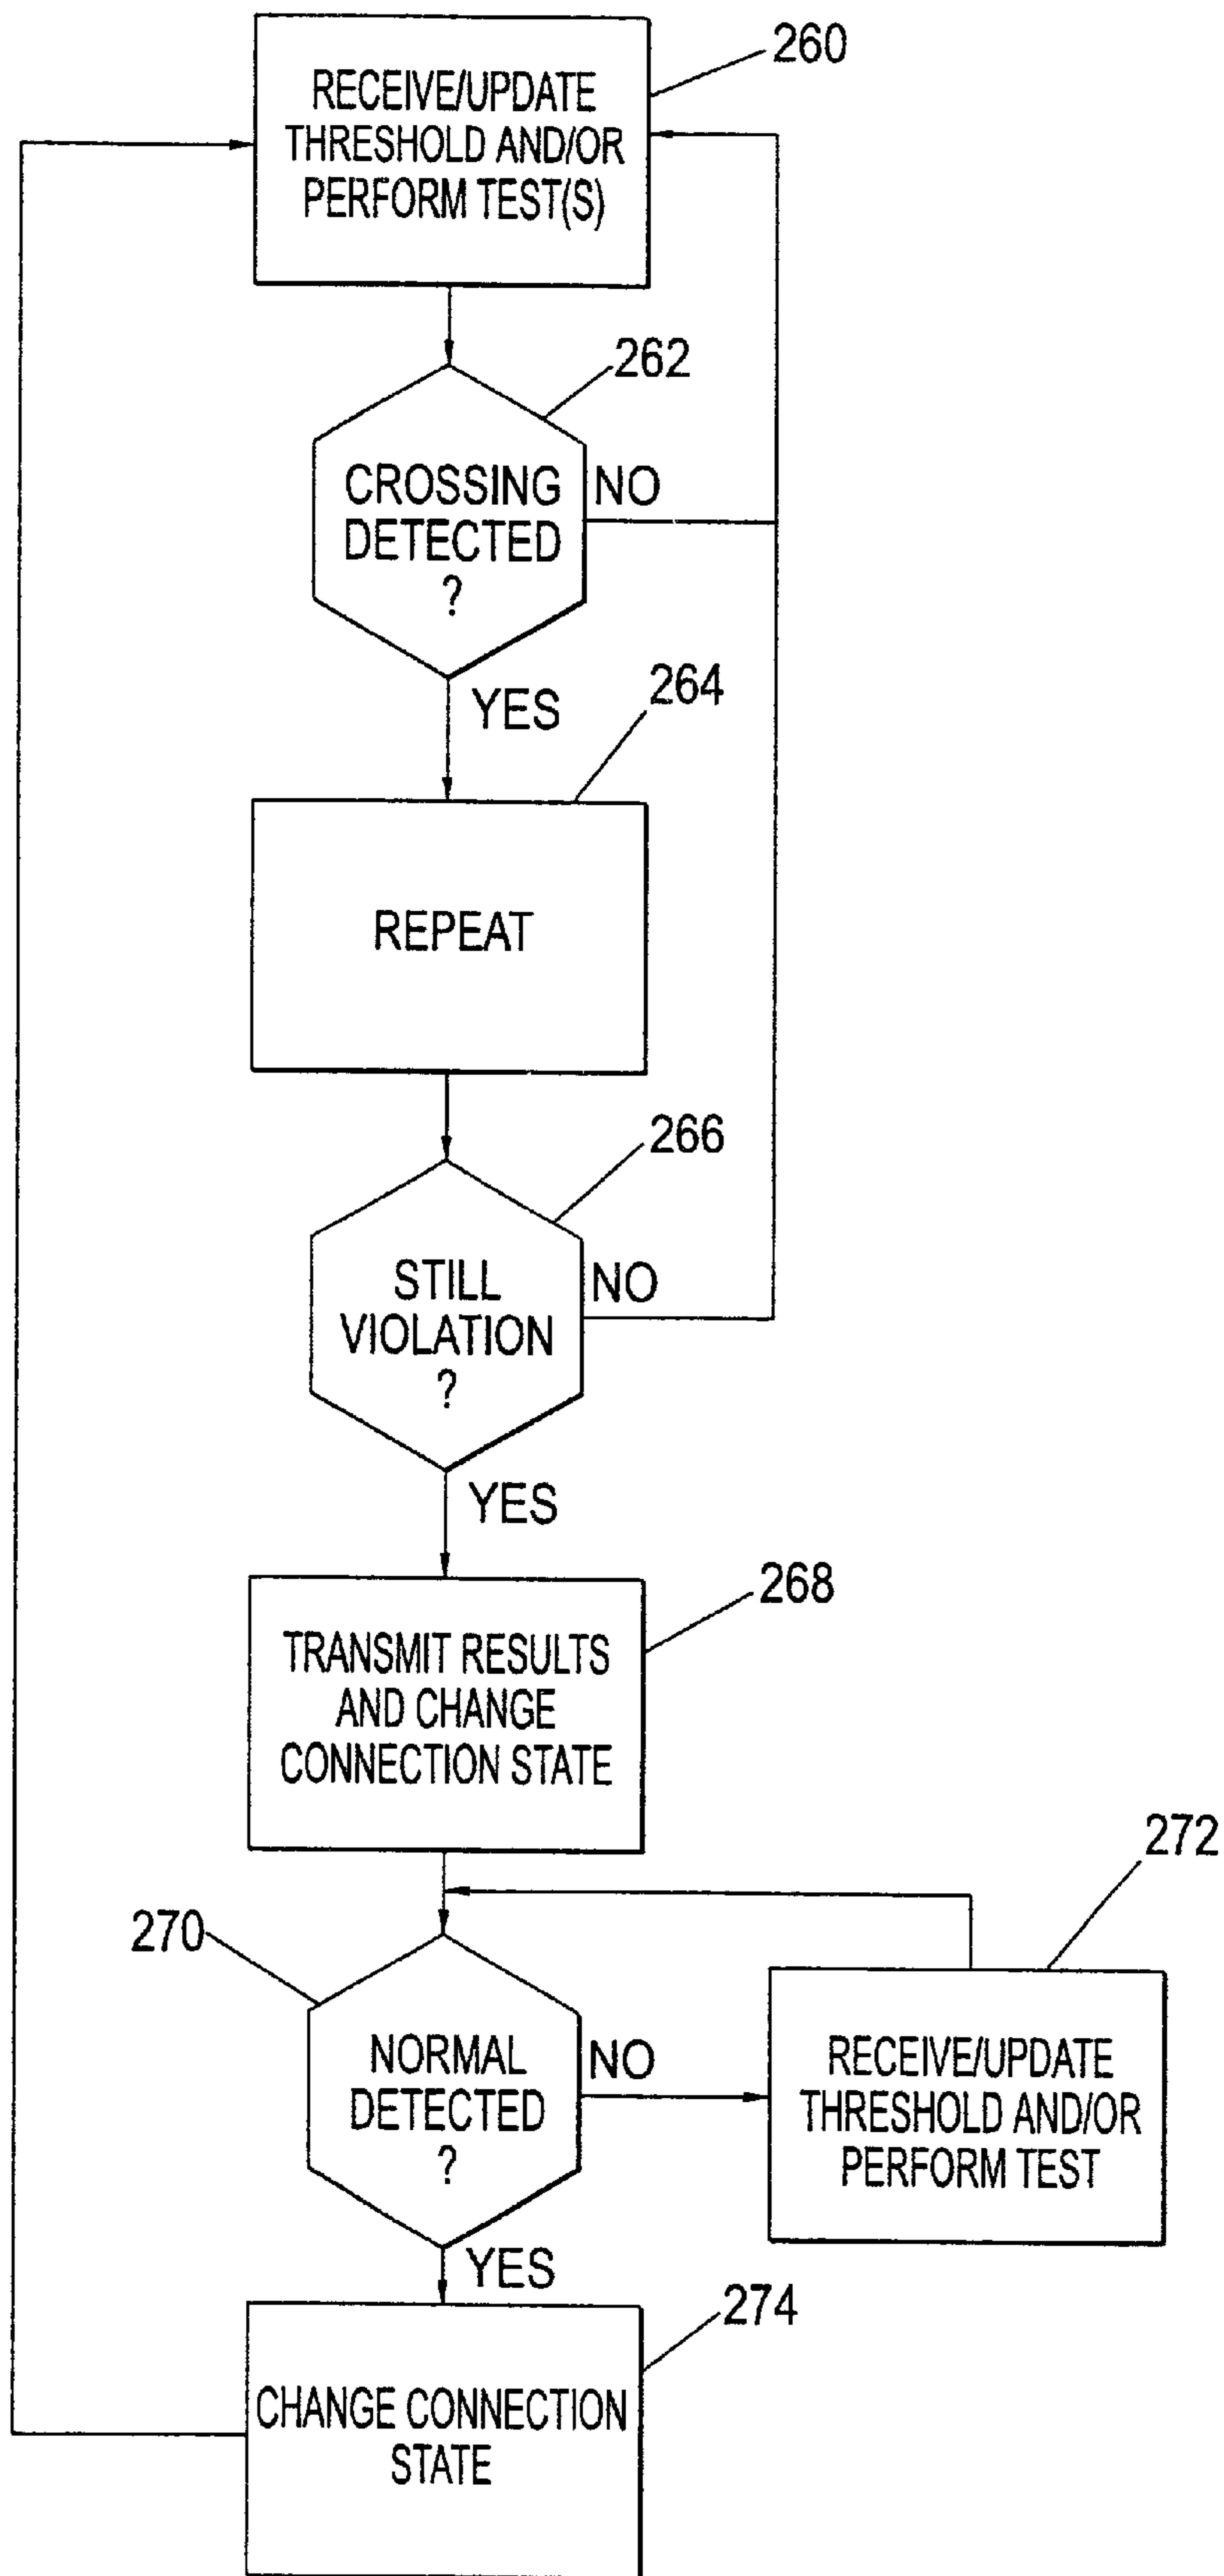 260
RECEIVE/UPDATE
THRESHOLD AND/OR
PERFORM TEST(S)
262
CROSSING
DETECTED
?
NO
YES
264
REPEAT
266
STILL
VIOLATION
?
NO
YES
268
TRANSMIT RESULTS
AND CHANGE
CONNECTION STATE
270
NORMAL
DETECTED
?
NO
272
RECEIVE/UPDATE
THRESHOLD AND/OR
PERFORM TEST
YES
274
CHANGE CONNECTION
STATE